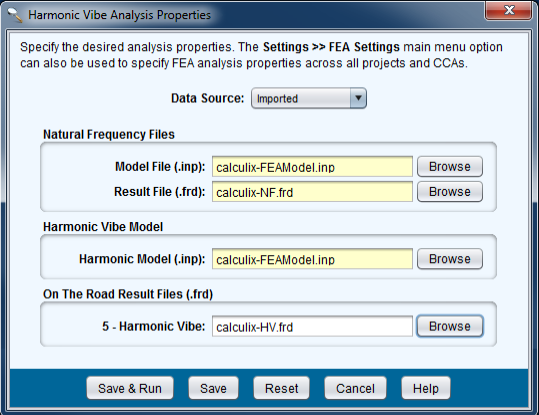 Harmonic Vibe Analysis Properties
Specify the desired analysis properties. The Settings >> FEA Settings main menu option
can also be used to specify FEA analysis properties across all projects and CCAs.
Data Source: Imported
Natural Frequency Files
Model File (.inp): calculix-FEAModel.inp Browse
Result File (.frd): calculix-NF.frd Browse
Harmonic Vibe Model
Harmonic Model (.inp): calculix-FEAModel.inp Browse
On The Road Result Files (.frd)
5 - Harmonic Vibe: calculix-HV.frd Browse
Save & Run Save Reset Cancel Help